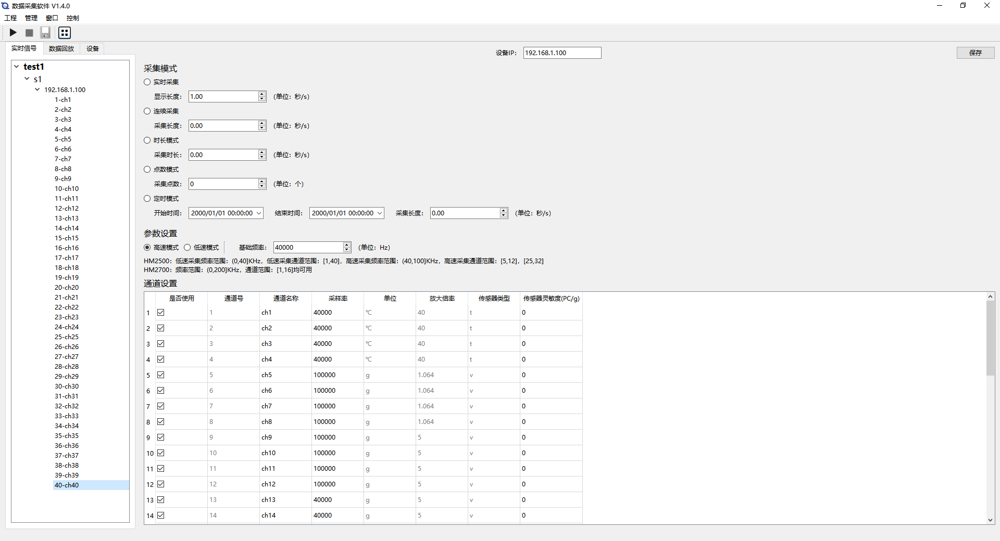 数据采集软件 V1.4.0
工程 管理 窗口 控制
实时信号 数据回放 设备
test1
s1
192.168.1.100
1-ch1
2-ch2
3-ch3
4-ch4
5-ch5
6-ch6
7-ch7
8-ch8
9-ch9
10-ch10
11-ch11
12-ch12
13-ch13
14-ch14
15-ch15
16-ch16
17-ch17
18-ch18
19-ch19
20-ch20
21-ch21
22-ch22
23-ch23
24-ch24
25-ch25
26-ch26
27-ch27
28-ch28
29-ch29
30-ch30
31-ch31
32-ch32
33-ch33
34-ch34
35-ch35
36-ch36
37-ch37
38-ch38
39-ch39
40-ch40
设备IP： 192.168.1.100 保存
采集模式
实时采集
显示长度： 1.00 (单位：秒/s)
连续采集
采集长度： 0.00 (单位：秒/s)
时长模式
采集时长： 0.00 (单位：秒/s)
点数模式
采集点数： 0 (单位：个)
定时模式
开始时间： 2000/01/01 00:00:00 结束时间： 2000/01/01 00:00:00 采集长度： 0.00 (单位：秒/s)
参数设置
高速模式 低速模式 基础频率： 40000 (单位：Hz)
HM2500：低速采集频率范围：(0,40]KHz，低速采集通道范围：[1,40]，高速采集频率范围：(40,100]KHz，高速采集通道范围：[5,12]，[25,32]
HM2700：频率范围：(0,200]KHz，通道范围：[1,16]均可用
通道设置
是否使用 通道号 通道名称 采样率 单位 放大倍率 传感器类型 传感器灵敏度(PC/g)
1 1 ch1 40000 ℃ 40 t 0
2 2 ch2 40000 ℃ 40 t 0
3 3 ch3 40000 ℃ 40 t 0
4 4 ch4 40000 ℃ 40 t 0
5 5 ch5 100000 g 1.064 v 0
6 6 ch6 100000 g 1.064 v 0
7 7 ch7 100000 g 1.064 v 0
8 8 ch8 100000 g 1.064 v 0
9 9 ch9 100000 g 5 v 0
10 10 ch10 100000 g 5 v 0
11 11 ch11 100000 g 5 v 0
12 12 ch12 100000 g 5 v 0
13 13 ch13 40000 g 5 v 0
14 14 ch14 40000 g 5 v 0